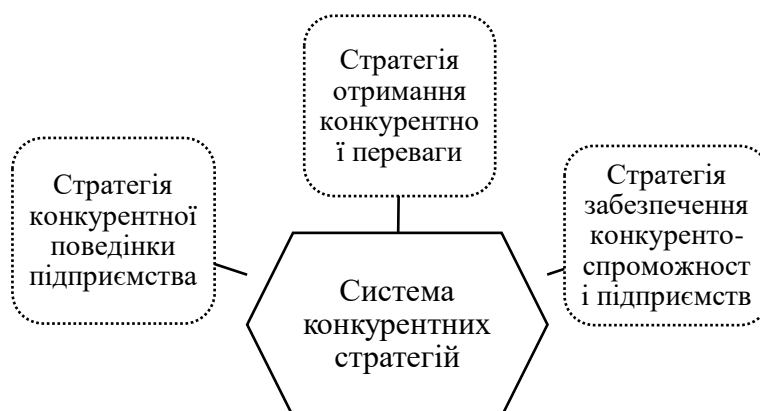 Стратегія
отримання
конкурентно
ї переваги
Стратегія
конкурентної
поведінки
підприємства
Стратегія
забезпечення
конкуренто-
спроможност
і підприємств
Система
конкурентних
стратегій